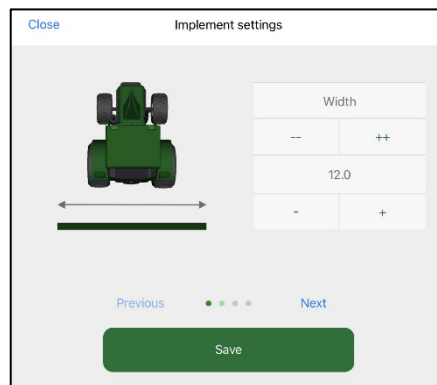 Close Implement settings
Width
-- ++
12.0
- +
Previous Next
Save